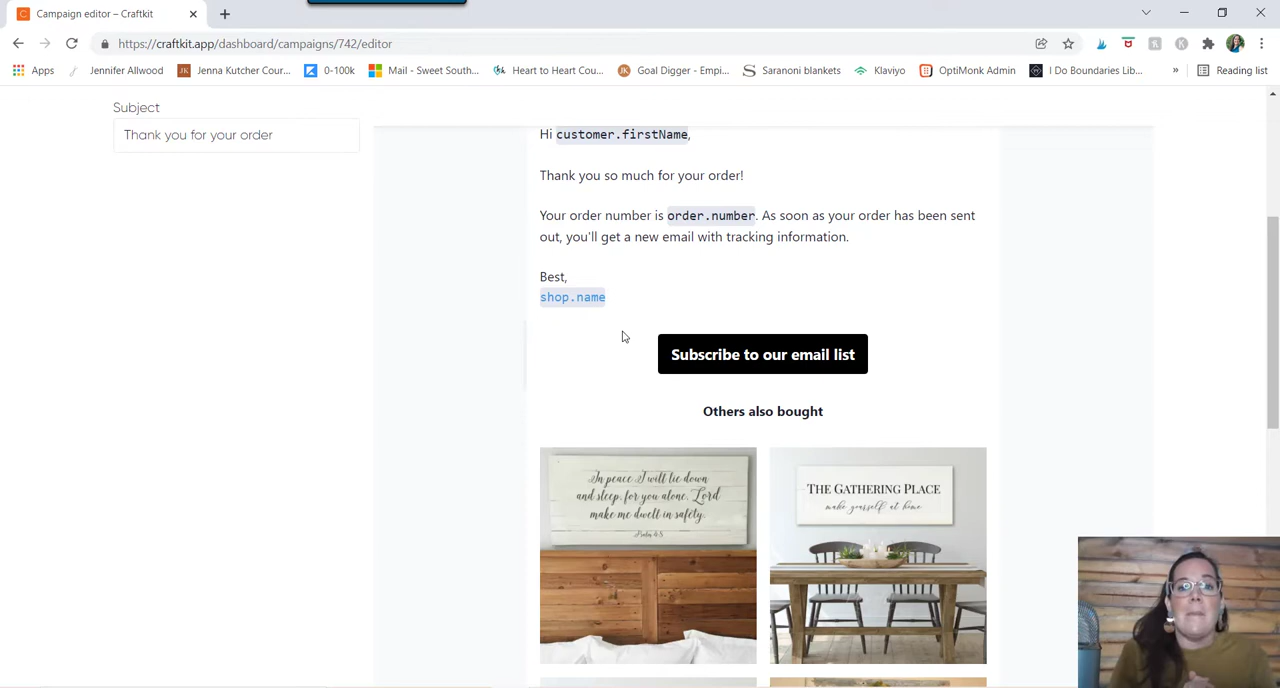 Campaign editor – Craftkit
https://craftkit.app/dashboard/campaigns/742/editor
Apps Jennifer Allwood Jenna Kutcher Cour... 0-100k Mail - Sweet South... Heart to Heart Cou... Goal Digger - Empi... Saranoni blankets Klaviyo OptiMonk Admin I Do Boundaries Lib... » Reading list
Subject
Thank you for your order
Hi customer.firstName,
Thank you so much for your order!
Your order number is order.number. As soon as your order has been sent
out, you'll get a new email with tracking information.
Best,
shop.name
Subscribe to our email list
Others also bought
In peace I will lie down
and sleep, for you alone, Lord
make me dwell in safety.
Psalm 4:8
THE GATHERING PLACE
make yourself at home